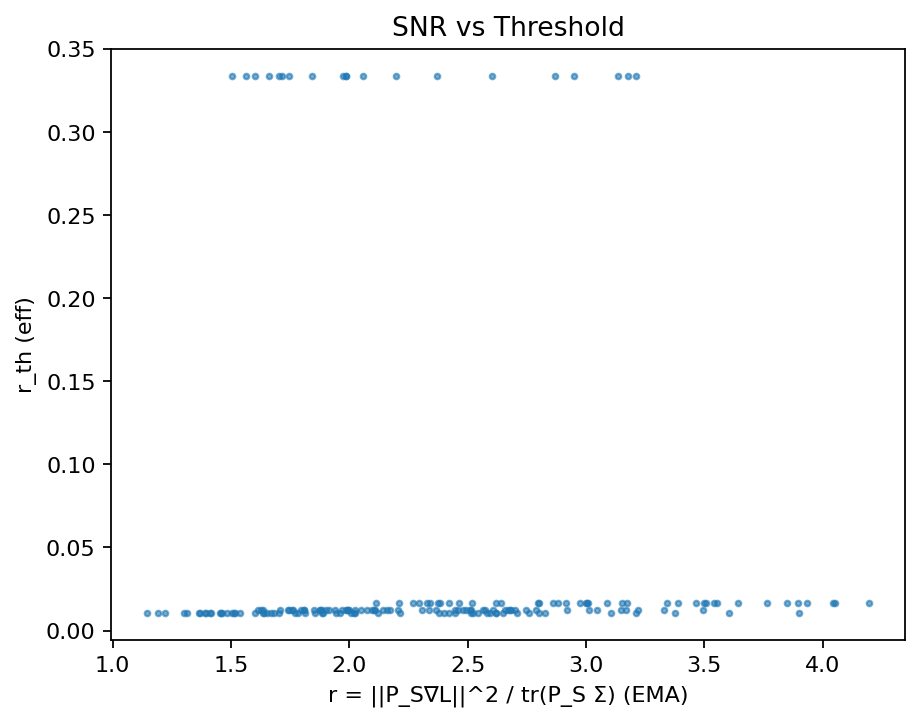 SNR vs Threshold
0.35
0.30
0.25
0.20
0.15
0.10
0.05
0.00
r_th (eff)
1.0 1.5 2.0 2.5 3.0 3.5 4.0
r = ||P_S∇L||^2 / tr(P_S Σ) (EMA)